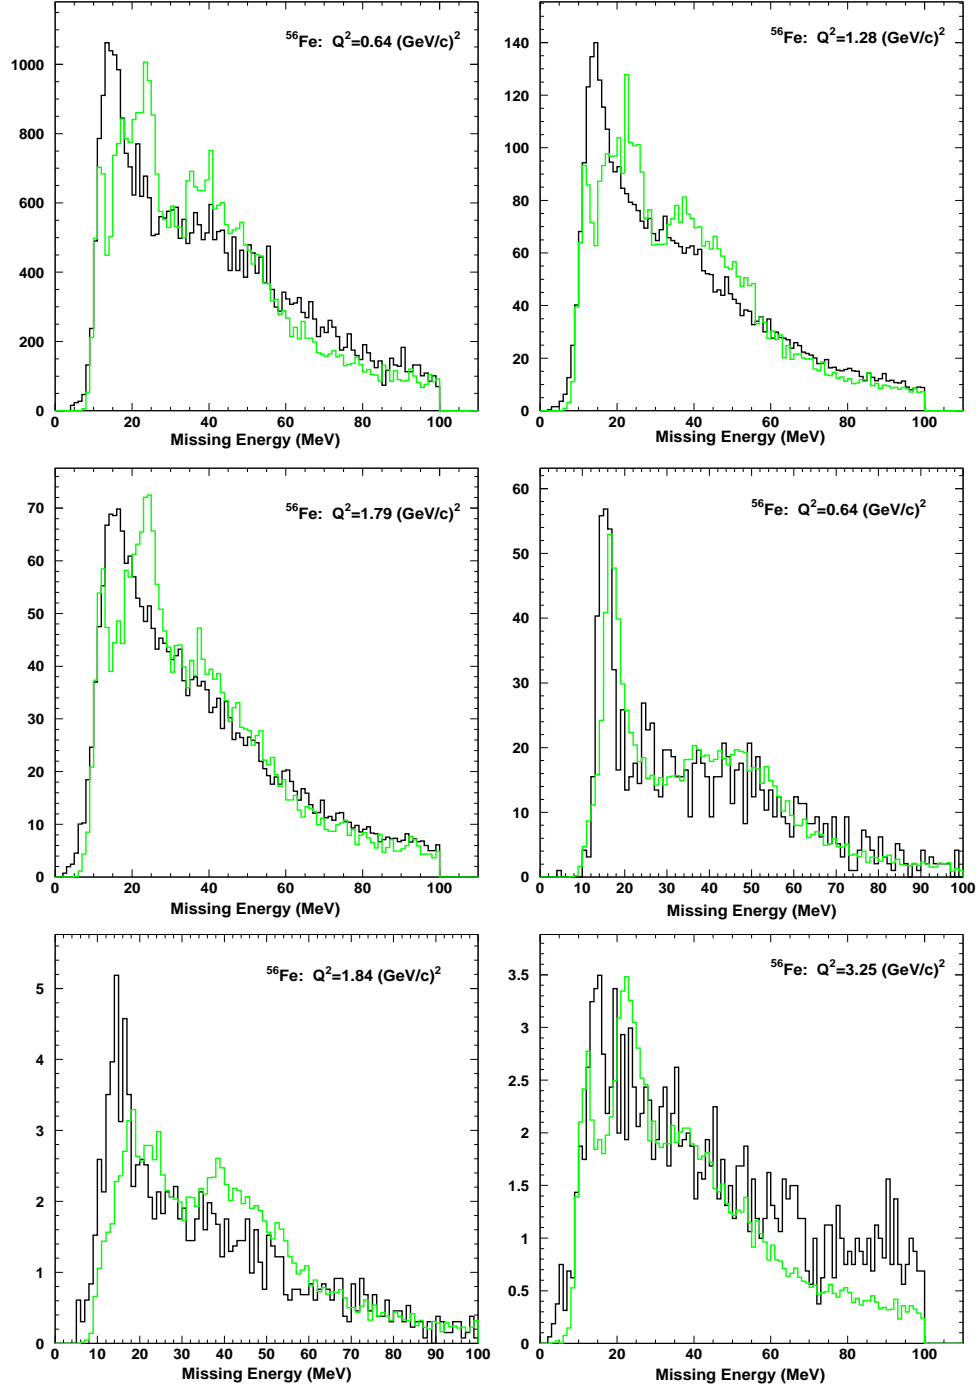 ⁵⁶Fe: Q²=0.64 (GeV/c)²
1000
800
600
400
200
0
0 20 40 60 80 100
Missing Energy (MeV)
⁵⁶Fe: Q²=1.28 (GeV/c)²
140
120
100
80
60
40
20
0
0 20 40 60 80 100
Missing Energy (MeV)
⁵⁶Fe: Q²=1.79 (GeV/c)²
70
60
50
40
30
20
10
0
0 20 40 60 80 100
Missing Energy (MeV)
⁵⁶Fe: Q²=0.64 (GeV/c)²
60
50
40
30
20
10
0
0 10 20 30 40 50 60 70 80 90 100
Missing Energy (MeV)
⁵⁶Fe: Q²=1.84 (GeV/c)²
5
4
3
2
1
0
0 10 20 30 40 50 60 70 80 90 100
Missing Energy (MeV)
⁵⁶Fe: Q²=3.25 (GeV/c)²
3.5
3
2.5
2
1.5
1
0.5
0
0 20 40 60 80 100
Missing Energy (MeV)